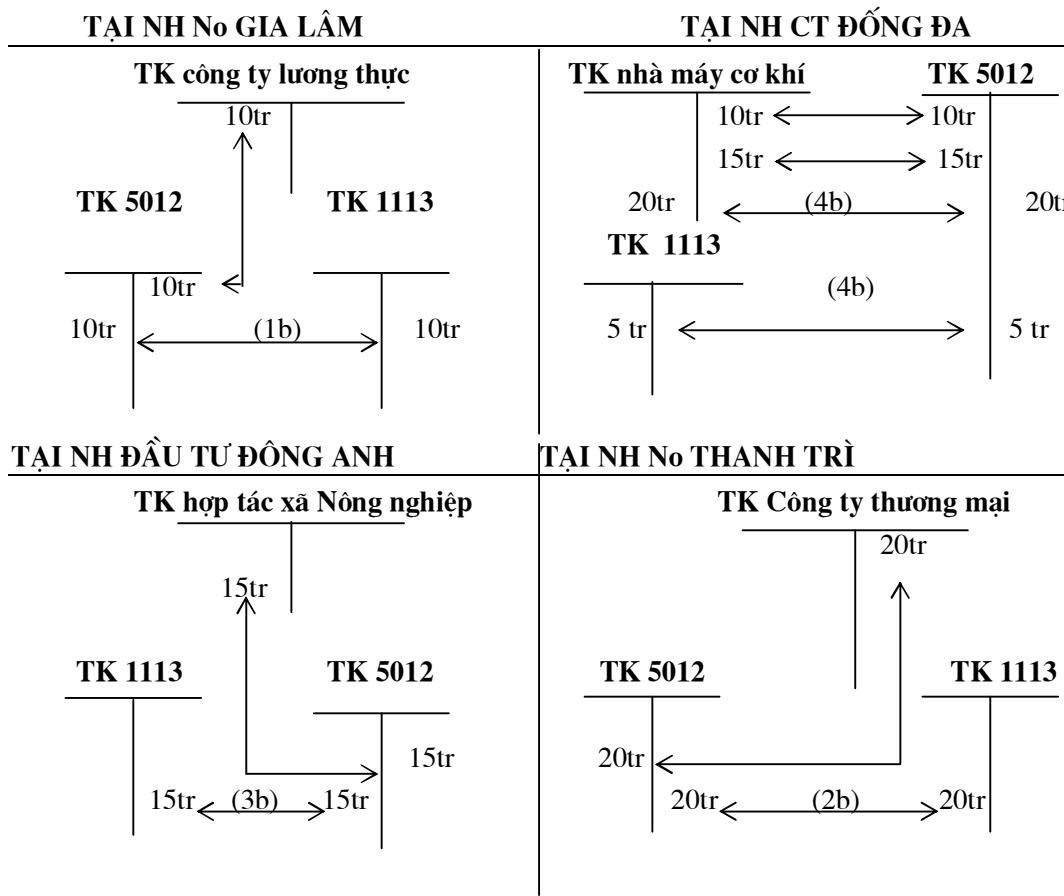 TẠI NH No GIA LÂM
TẠI NH CT ĐỐNG ĐA
TK công ty lương thực
10tr
TK 5012
TK 1113
10tr
10tr
(1b)
10tr
TK nhà máy cơ khí
TK 5012
10tr
10tr
15tr
15tr
20tr
(4b)
20tr
TK 1113
(4b)
5 tr
5 tr
TẠI NH ĐẦU TƯ ĐÔNG ANH
TẠI NH No THANH TRÌ
TK hợp tác xã Nông nghiệp
15tr
TK 1113
TK 5012
15tr
15tr
(3b)
15tr
TK Công ty thương mại
20tr
TK 5012
TK 1113
20tr
20tr
(2b)
20tr